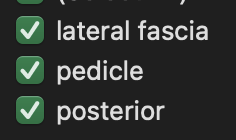 lateral fascia
pedicle
posterior